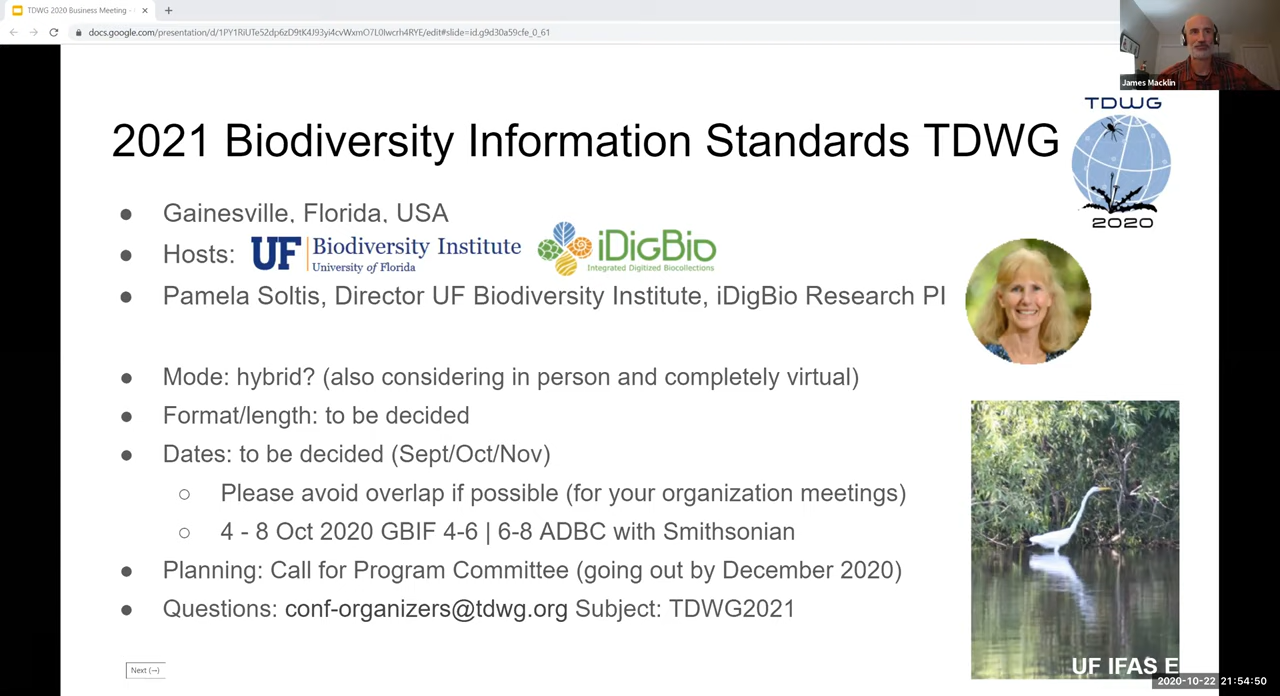 TDWG 2020 Business Meeting -
docs.google.com/presentation/d/1PY1RiUTe52dp6zD9tK4J93yi4cvWxmO7L0lwcrh4RYE/edit#slide=id.g9d30a59cfe_0_61
James Macklin
TDWG
2020
2021 Biodiversity Information Standards TDWG
Gainesville, Florida, USA
Hosts: UF Biodiversity Institute
University of Florida
iDigBio
Integrated Digitized Biocollections
Pamela Soltis, Director UF Biodiversity Institute, iDigBio Research PI
Mode: hybrid? (also considering in person and completely virtual)
Format/length: to be decided
Dates: to be decided (Sept/Oct/Nov)
Please avoid overlap if possible (for your organization meetings)
4 - 8 Oct 2020 GBIF 4-6 | 6-8 ADBC with Smithsonian
Planning: Call for Program Committee (going out by December 2020)
Questions: conf-organizers@tdwg.org Subject: TDWG2021
Next (→)
UF IFAS E
2020-10-22 21:54:50